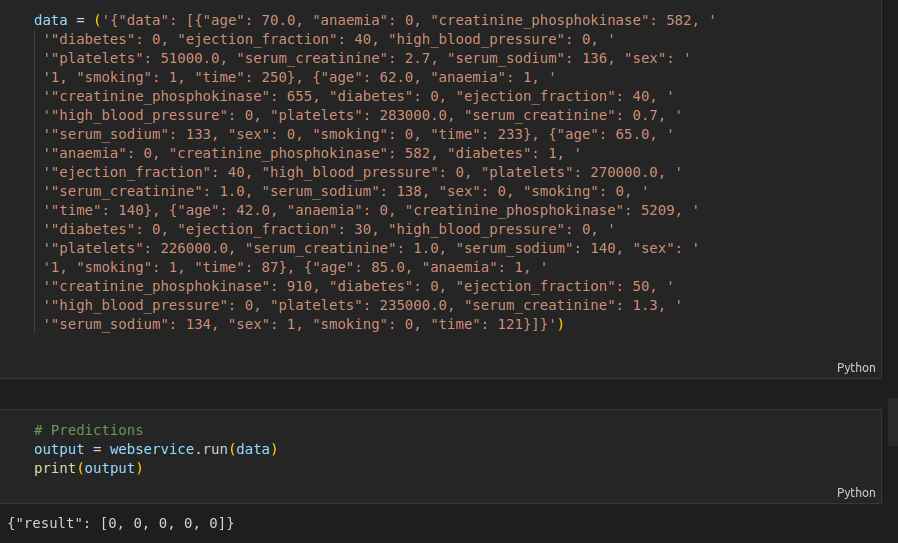 data = ('{"data": [{"age": 70.0, "anaemia": 0, "creatinine_phosphokinase": 582, '
'"diabetes": 0, "ejection_fraction": 40, "high_blood_pressure": 0, '
'"platelets": 51000.0, "serum_creatinine": 2.7, "serum_sodium": 136, "sex": '
'1, "smoking": 1, "time": 250}, {"age": 62.0, "anaemia": 1, '
'"creatinine_phosphokinase": 655, "diabetes": 0, "ejection_fraction": 40, '
'"high_blood_pressure": 0, "platelets": 283000.0, "serum_creatinine": 0.7, '
'"serum_sodium": 133, "sex": 0, "smoking": 0, "time": 233}, {"age": 65.0, '
'"anaemia": 0, "creatinine_phosphokinase": 582, "diabetes": 1, '
'"ejection_fraction": 40, "high_blood_pressure": 0, "platelets": 270000.0, '
'"serum_creatinine": 1.0, "serum_sodium": 138, "sex": 0, "smoking": 0, '
'"time": 140}, {"age": 42.0, "anaemia": 0, "creatinine_phosphokinase": 5209, '
'"diabetes": 0, "ejection_fraction": 30, "high_blood_pressure": 0, '
'"platelets": 226000.0, "serum_creatinine": 1.0, "serum_sodium": 140, "sex": '
'1, "smoking": 1, "time": 87}, {"age": 85.0, "anaemia": 1, '
'"creatinine_phosphokinase": 910, "diabetes": 0, "ejection_fraction": 50, '
'"high_blood_pressure": 0, "platelets": 235000.0, "serum_creatinine": 1.3, '
'"serum_sodium": 134, "sex": 1, "smoking": 0, "time": 121}]}')
Python
# Predictions
output = webservice.run(data)
print(output)
Python
{"result": [0, 0, 0, 0, 0]}